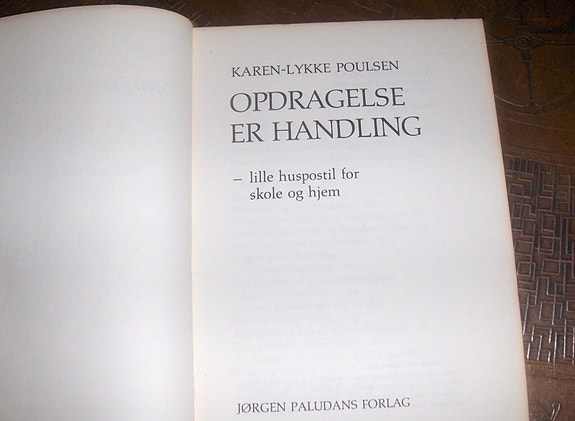 KAREN-LYKKE POULSEN
OPDRAGELSE
ER HANDLING
– lille huspostil for
skole og hjem
JØRGEN PALUDANS FORLAG